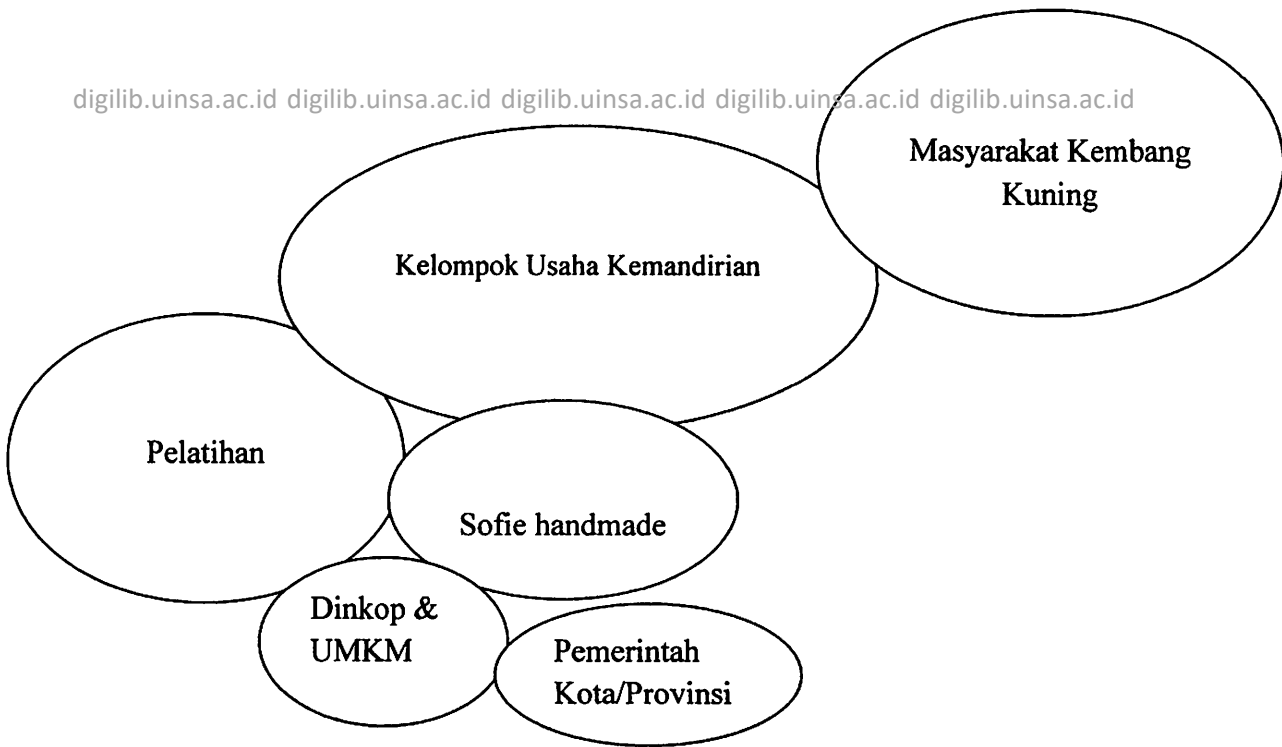 digilib.uinsa.ac.id digilib.uinsa.ac.id digilib.uinsa.ac.id digilib.uinsa.ac.id digilib.uinsa.ac.id
Masyarakat Kembang
Kuning
Kelompok Usaha Kemandirian
Pelatihan
Sofie handmade
Dinkop &
UMKM
Pemerintah
Kota/Provinsi